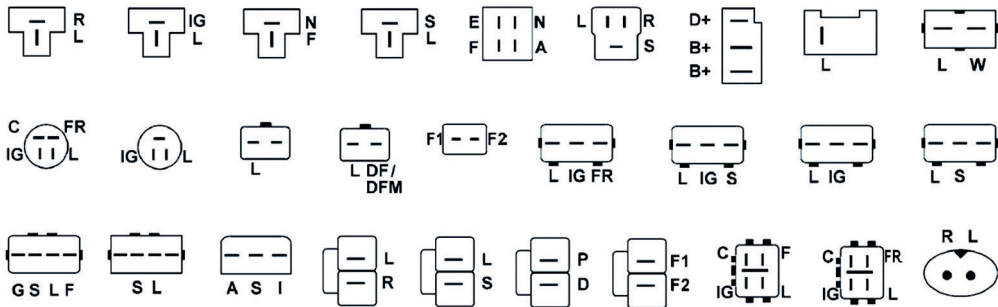 R
L
IG
L
N
F
S
L
E N
F A
L R
S
D+
B+
B+
L
L W
C FR
IG L
IG L
L
L DF/
DFM
F1 F2
L IG FR
L IG S
L IG
L S
G S L F
S L
A S I
L
R
L
S
P
D
F1
F2
C F
IG L
C FR
IG L
R L